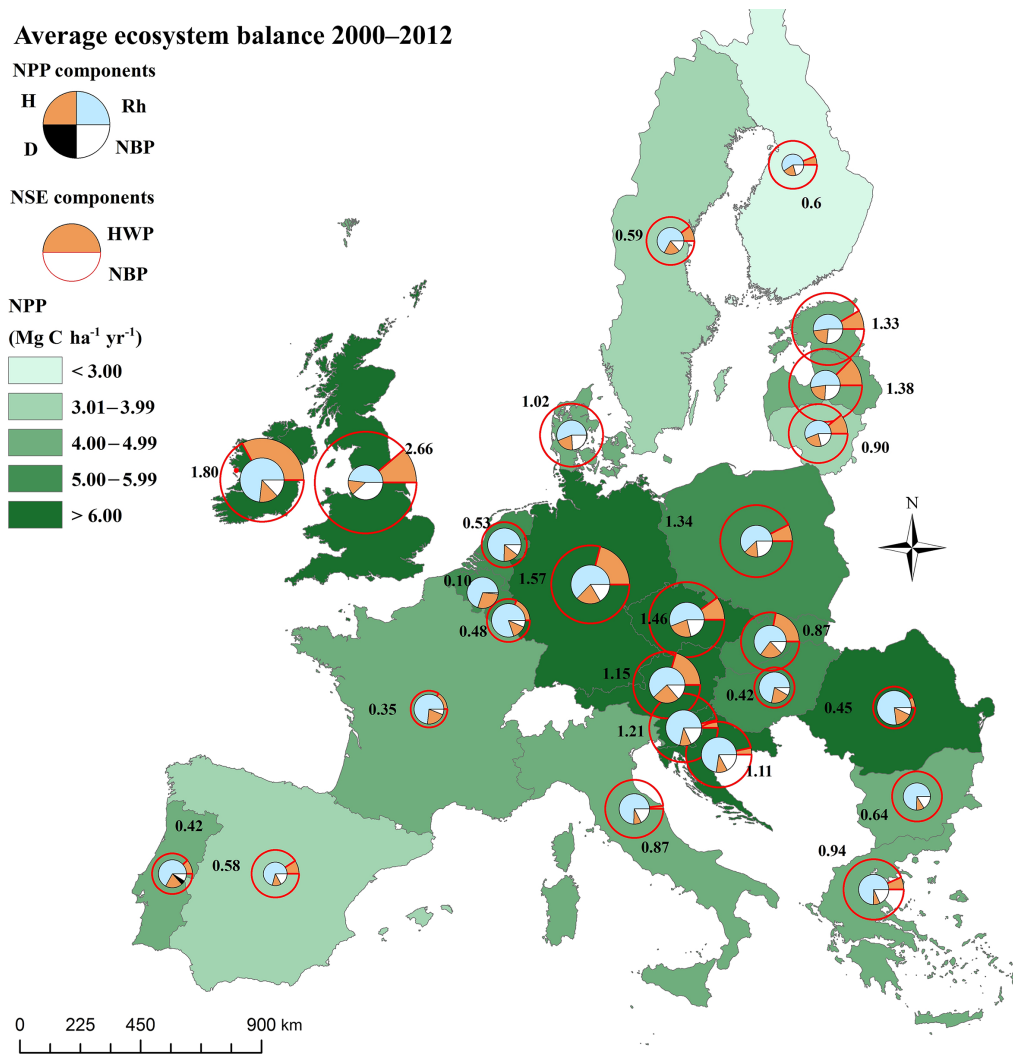 Average ecosystem balance 2000–2012
NPP components
H
Rh
D
NBP
NSE components
HWP
NBP
NPP
(Mg C ha⁻¹ yr⁻¹)
< 3.00
3.01–3.99
4.00–4.99
5.00–5.99
> 6.00
0.6
0.59
1.33
1.38
0.90
1.02
1.80
2.66
N
0.53
1.34
0.10
1.57
0.48
1.46
0.87
1.15
0.42
0.35
1.21
0.45
1.11
0.64
0.42
0.58
0.87
0.94
0 225 450 900 km